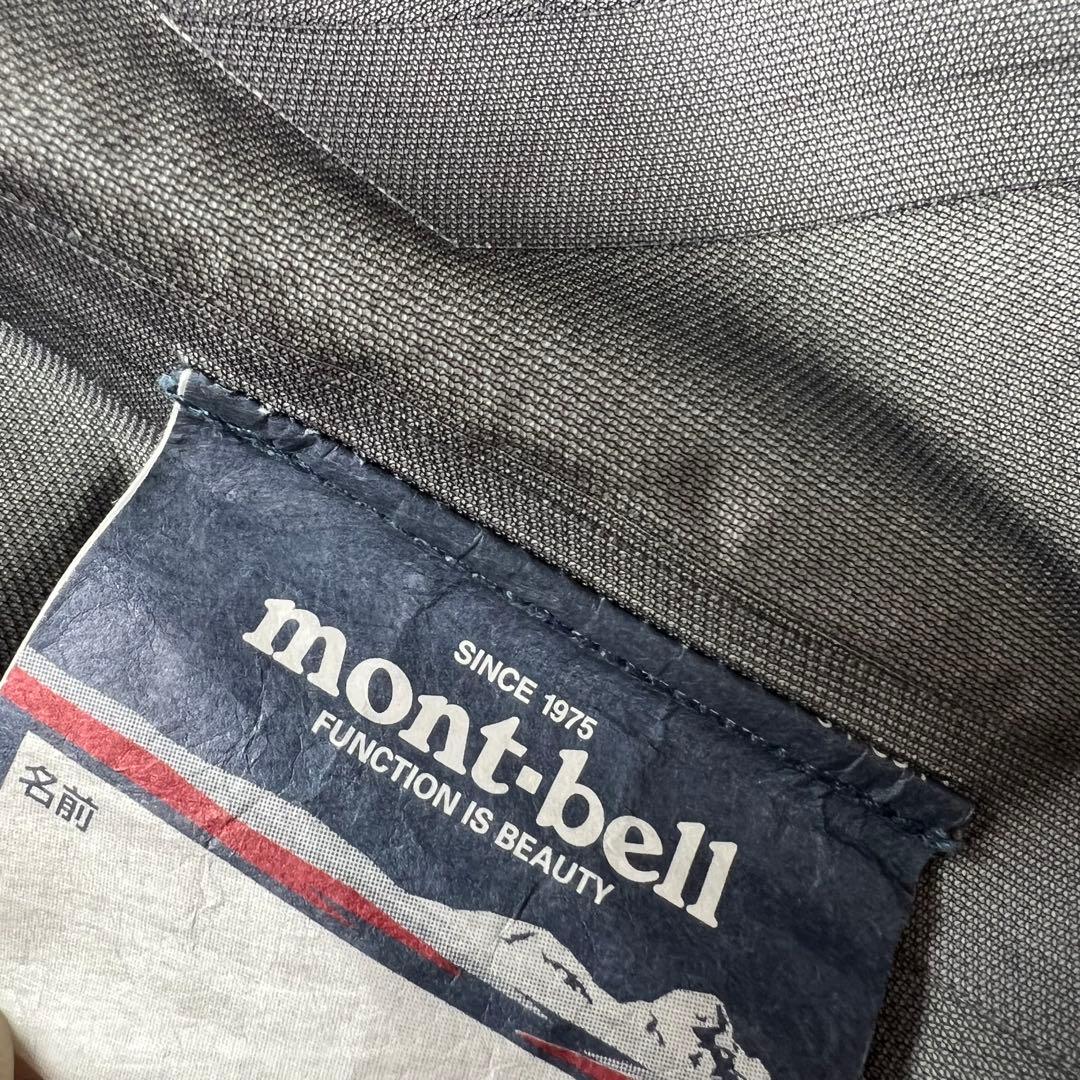 SINCE 1975
mont-bell
FUNCTION IS BEAUTY
名前